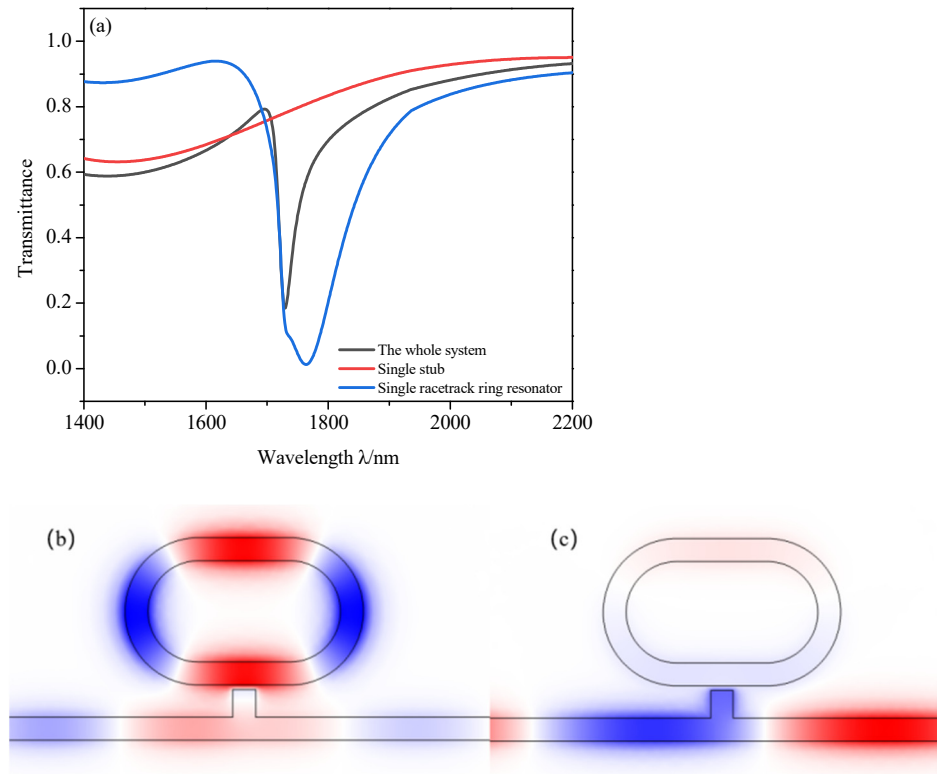 (a)
1.0
0.8
0.6
0.4
0.2
0.0
Transmittance
The whole system
Single stub
Single racetrack ring resonator
1400
1600
1800
2000
2200
Wavelength λ/nm
(b)
(c)